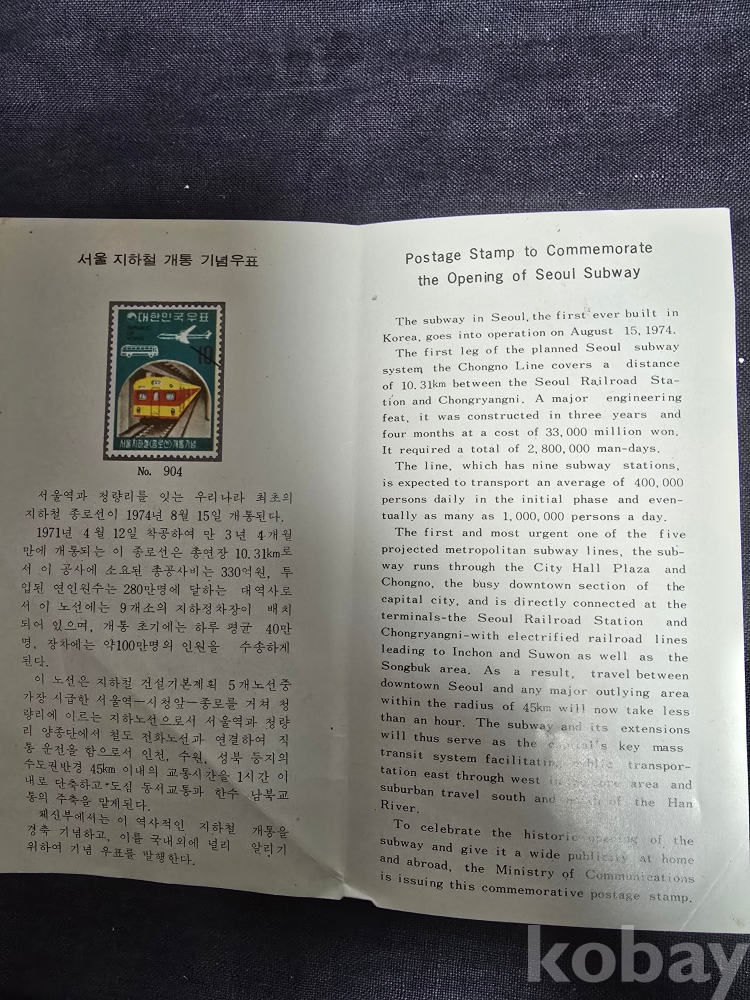 서울 지하철 개통 기념우표
대한민국우표
REPUBLIC
OF
KOREA
10
서울 지하철(종로선)개통기념
No. 904
서울역과 청량리를 잇는 우리나라 최초의
지하철 종로선이 1974년 8월 15일 개통된다.
1971년 4월 12일 착공하여 만 3년 4개월
만에 개통되는 이 종로선은 총연장 10.31km로
서 이 공사에 소요된 총공사비는 330억원, 투
입된 연인원수는 280만명에 달하는 대역사로
서 이 노선에는 9개소의 지하정차장이 배치
되어 있으며, 개통 초기에는 하루 평균 40만
명, 장차에는 약100만명의 인원을 수송하게
된다.
이 노선은 지하철 건설기본계획 5개노선중
가장 시급한 서울역—시청앞—종로를 거쳐 청
량리에 이르는 지하노선으로서 서울역과 청량
리 양종단에서 철도 전화노선과 연결하여 직
통 운전을 함으로서 인천, 수원, 성북 등지의
수도권반경 45km 이내의 교통시간을 1시간 이
내로 단축하고 도심 동서교통과 한수 남북교
통의 주축을 맡게된다.
체신부에서는 이 역사적인 지하철 개통을
경축 기념하고, 이를 국내외에 널리 알리기
위하여 기념 우표를 발행한다.
Postage Stamp to Commemorate
the Opening of Seoul Subway
The subway in Seoul, the first ever built in
Korea, goes into operation on August 15, 1974.
The first leg of the planned Seoul subway
system, the Chongno Line covers a distance
of 10.31km between the Seoul Railroad Sta-
tion and Chongryangni. A major engineering
feat, it was constructed in three years and
four months at a cost of 33,000 million won.
It required a total of 2,800,000 man-days.
The line, which has nine subway stations,
is expected to transport an average of 400,000
persons daily in the initial phase and even-
tually as many as 1,000,000 persons a day.
The first and most urgent one of the five
projected metropolitan subway lines, the sub-
way runs through the City Hall Plaza and
Chongno, the busy downtown section of the
capital city, and is directly connected at the
terminals-the Seoul Railroad Station and
Chongryangni-with electrified railroad lines
leading to Inchon and Suwon as well as the
Songbuk area. As a result, travel between
downtown Seoul and any major outlying area
within the radius of 45km will now take less
than an hour. The subway and its extensions
will thus serve as the capital's key mass
transit system facilitating public transpor-
tation east through west in area and
suburban travel south and north of the Han
River.
To celebrate the historic opening of the
subway and give it a wide publicity at home
and abroad, the Ministry of Communications
is issuing this commemorative postage stamp.
kobay